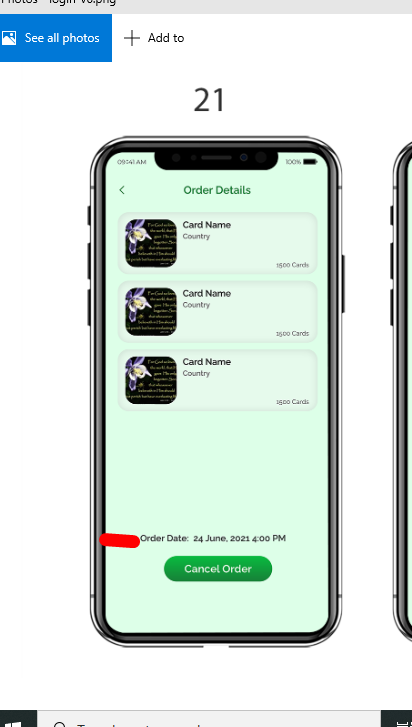 Photos - login-v6.png
See all photos
Add to
21
09:41 AM
100%
Order Details
Card Name
Country
1500 Cards
Card Name
Country
1500 Cards
Card Name
Country
1500 Cards
Order Date: 24 June, 2021 4:00 PM
Cancel Order